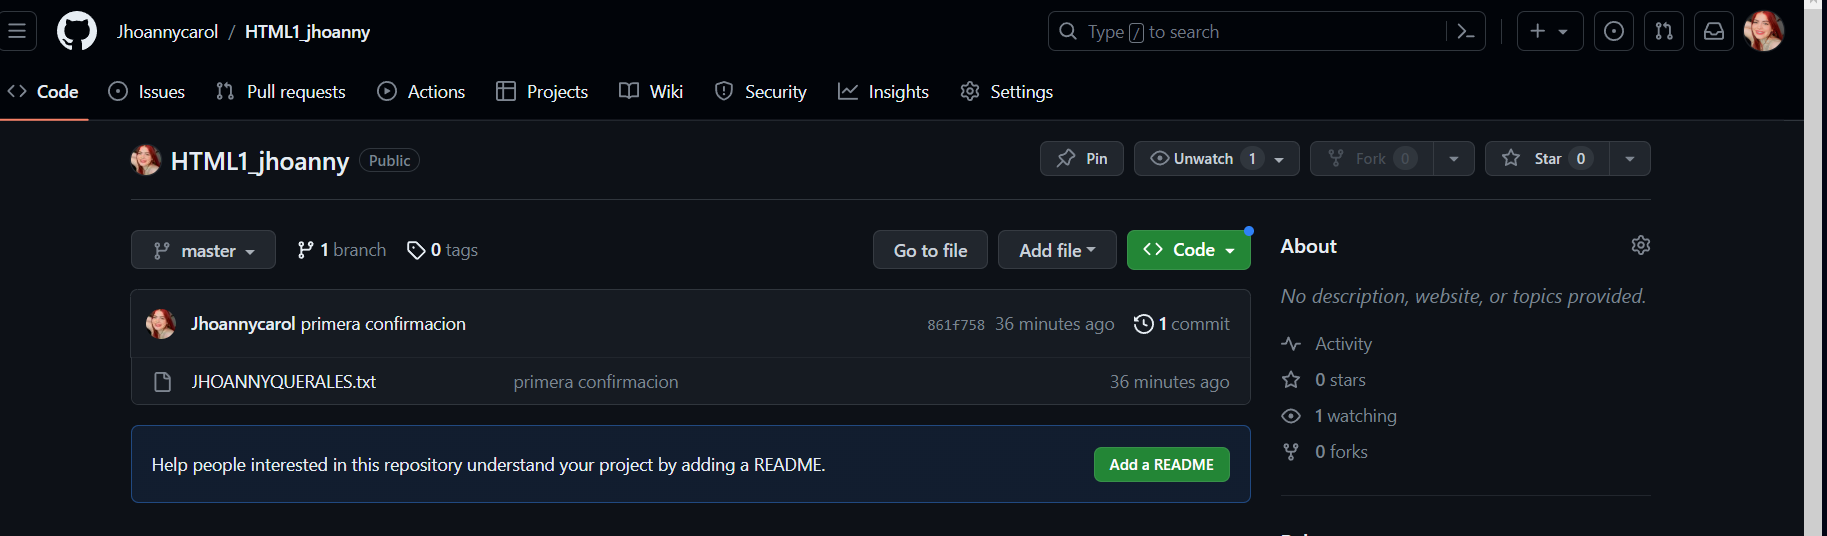 Jhoannycarol / HTML1_jhoanny
Type / to search
Code Issues Pull requests Actions Projects Wiki Security Insights Settings
HTML1_jhoanny Public
Pin Unwatch 1 Fork 0 Star 0
master 1 branch 0 tags Go to file Add file Code
Jhoannycarol primera confirmacion 861f758 36 minutes ago 1 commit
JHOANNYQUERALES.txt primera confirmacion 36 minutes ago
Help people interested in this repository understand your project by adding a README. Add a README
About
No description, website, or topics provided.
Activity
0 stars
1 watching
0 forks